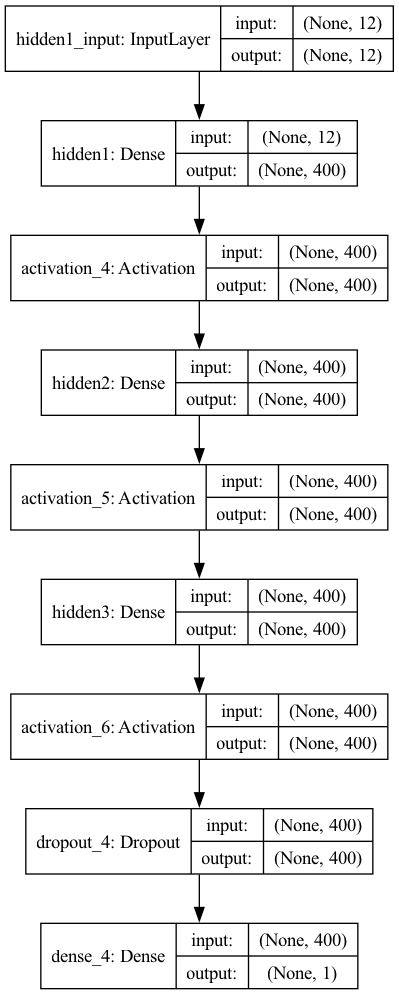 hidden1_input: InputLayer
input: (None, 12)
output: (None, 12)
hidden1: Dense
input: (None, 12)
output: (None, 400)
activation_4: Activation
input: (None, 400)
output: (None, 400)
hidden2: Dense
input: (None, 400)
output: (None, 400)
activation_5: Activation
input: (None, 400)
output: (None, 400)
hidden3: Dense
input: (None, 400)
output: (None, 400)
activation_6: Activation
input: (None, 400)
output: (None, 400)
dropout_4: Dropout
input: (None, 400)
output: (None, 400)
dense_4: Dense
input: (None, 400)
output: (None, 1)